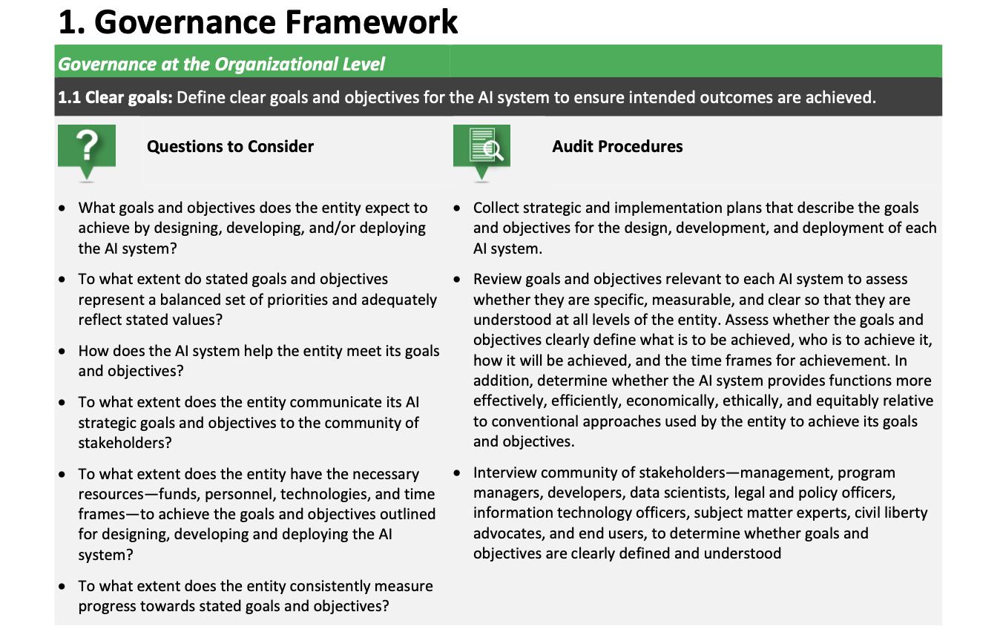 1. Governance Framework
Governance at the Organizational Level
1.1 Clear goals: Define clear goals and objectives for the AI system to ensure intended outcomes are achieved.
?
Questions to Consider
• What goals and objectives does the entity expect to
achieve by designing, developing, and/or deploying
the AI system?
• To what extent do stated goals and objectives
represent a balanced set of priorities and adequately
reflect stated values?
• How does the AI system help the entity meet its goals
and objectives?
• To what extent does the entity communicate its AI
strategic goals and objectives to the community of
stakeholders?
• To what extent does the entity have the necessary
resources—funds, personnel, technologies, and time
frames—to achieve the goals and objectives outlined
for designing, developing and deploying the AI
system?
• To what extent does the entity consistently measure
progress towards stated goals and objectives?
Audit Procedures
• Collect strategic and implementation plans that describe the goals
and objectives for the design, development, and deployment of each
AI system.
• Review goals and objectives relevant to each AI system to assess
whether they are specific, measurable, and clear so that they are
understood at all levels of the entity. Assess whether the goals and
objectives clearly define what is to be achieved, who is to achieve it,
how it will be achieved, and the time frames for achievement. In
addition, determine whether the AI system provides functions more
effectively, efficiently, economically, ethically, and equitably relative
to conventional approaches used by the entity to achieve its goals
and objectives.
• Interview community of stakeholders—management, program
managers, developers, data scientists, legal and policy officers,
information technology officers, subject matter experts, civil liberty
advocates, and end users, to determine whether goals and
objectives are clearly defined and understood